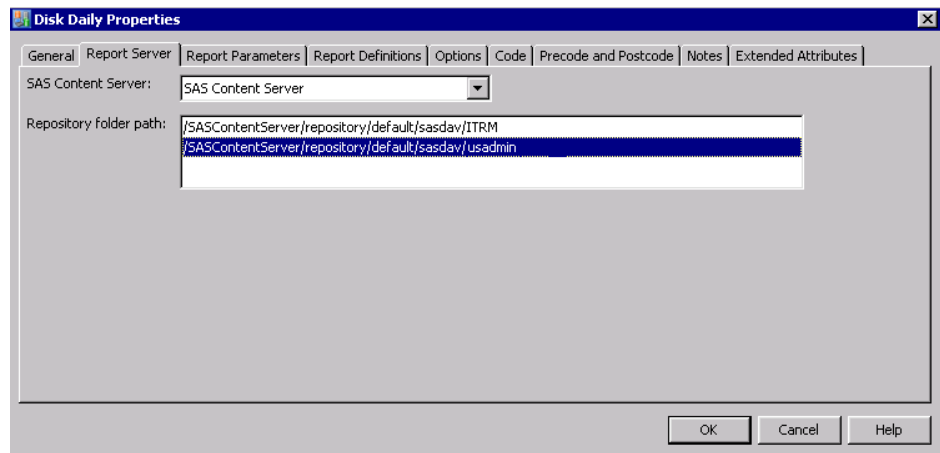 Disk Daily Properties
General Report Server Report Parameters Report Definitions Options Code Precode and Postcode Notes Extended Attributes
SAS Content Server: SAS Content Server
Repository folder path: /SASContentServer/repository/default/sasdav/ITRM
/SASContentServer/repository/default/sasdav/usadmin
OK Cancel Help